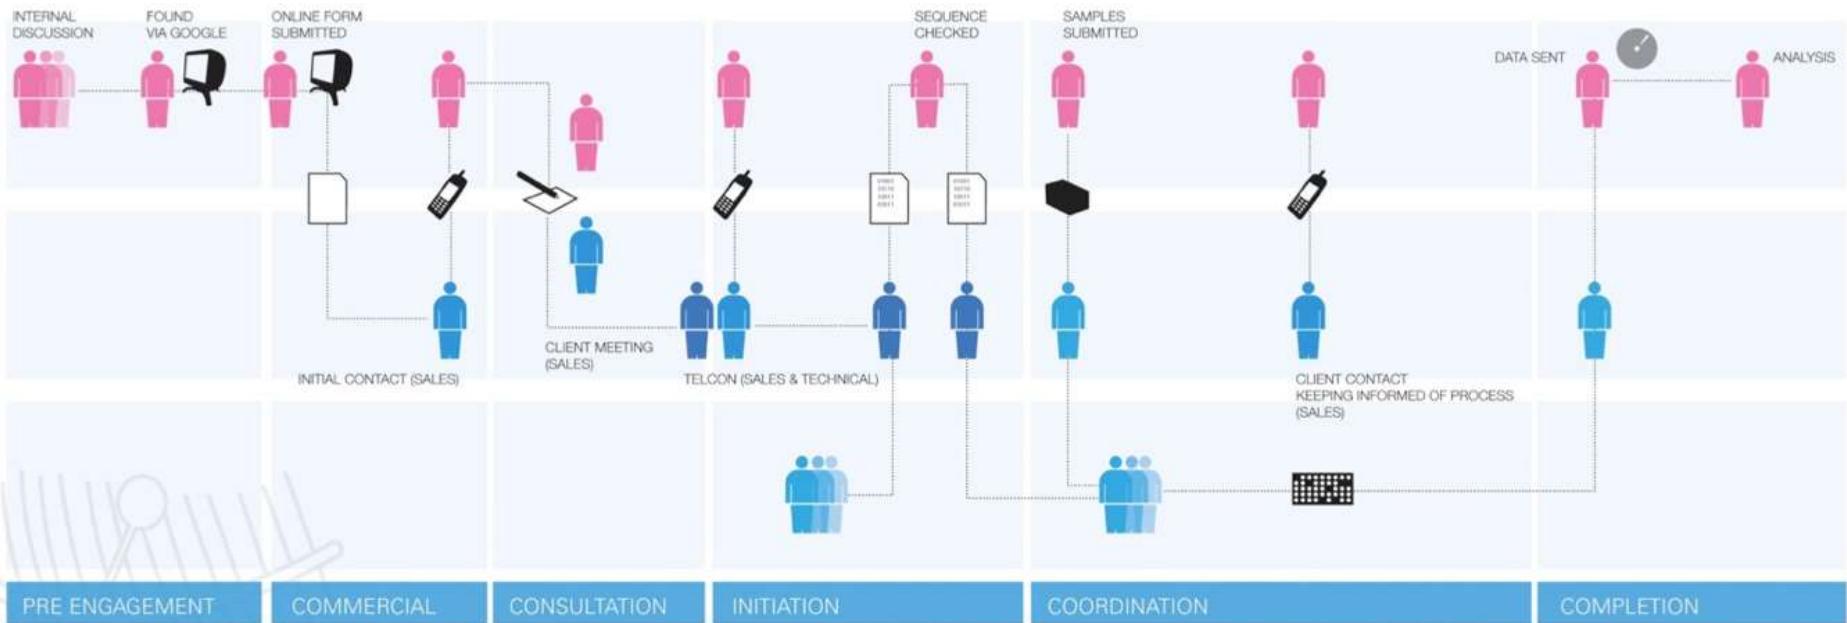 INTERNAL
DISCUSSION
FOUND
VIA GOOGLE
ONLINE FORM
SUBMITTED
SEQUENCE
CHECKED
SAMPLES
SUBMITTED
DATA SENT
ANALYSIS
INITIAL CONTACT (SALES)
CLIENT MEETING
(SALES)
TELCON (SALES & TECHNICAL)
CLIENT CONTACT
KEEPING INFORMED OF PROCESS
(SALES)
PRE ENGAGEMENT
COMMERCIAL
CONSULTATION
INITIATION
COORDINATION
COMPLETION